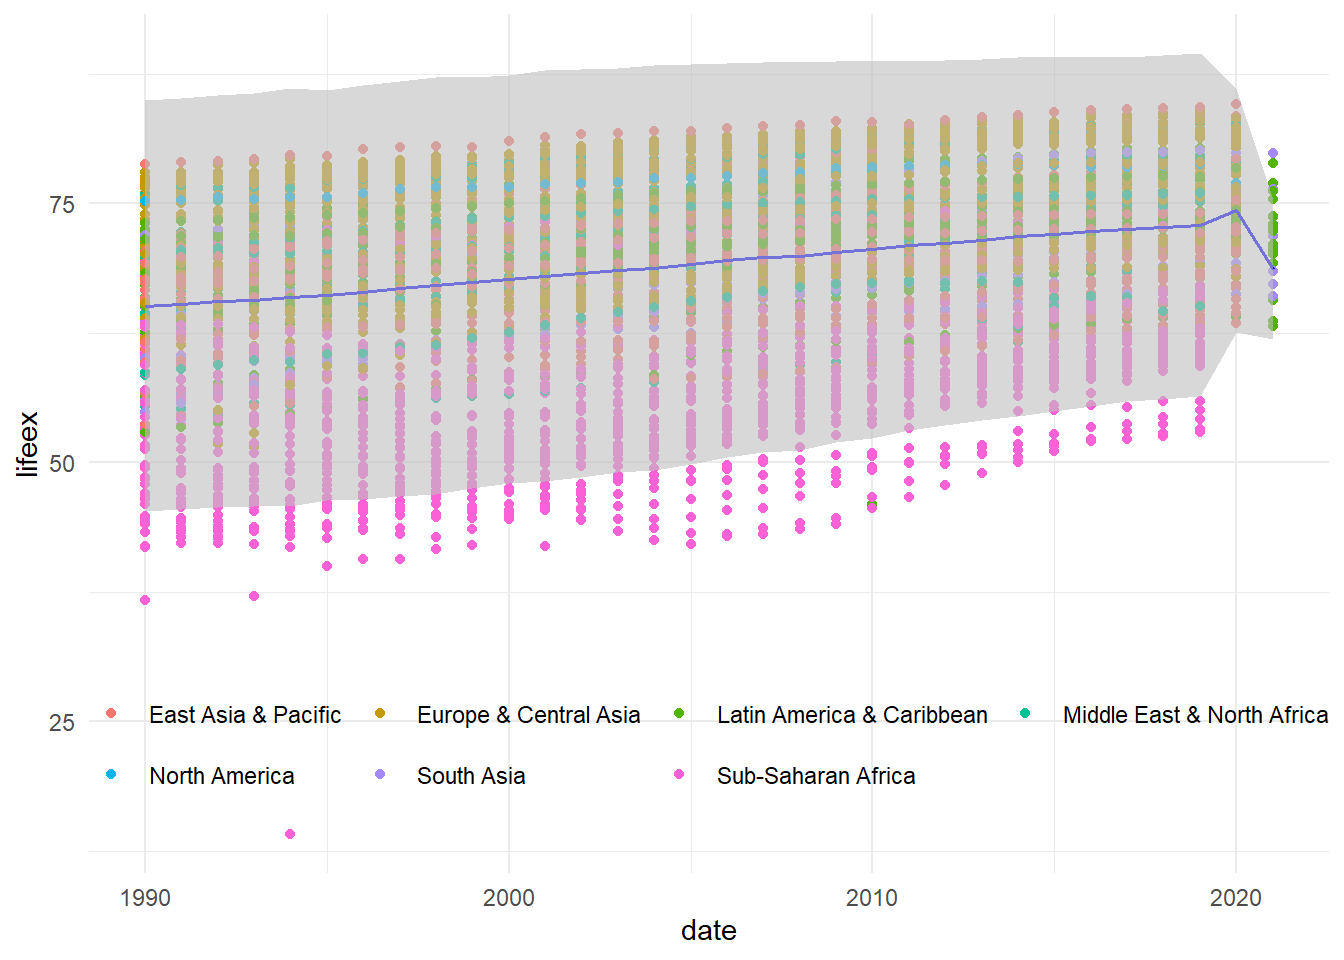 75
50
25
lifeex
East Asia & Pacific Europe & Central Asia Latin America & Caribbean Middle East & North Africa
North America South Asia Sub-Saharan Africa
1990 2000 2010 2020
date